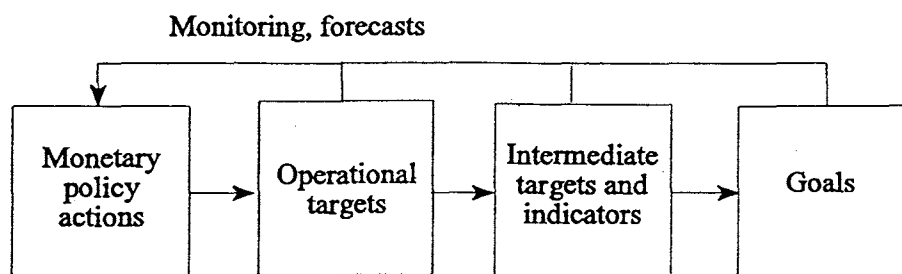 Monitoring, forecasts
Monetary
policy
actions
Operational
targets
Intermediate
targets and
indicators
Goals